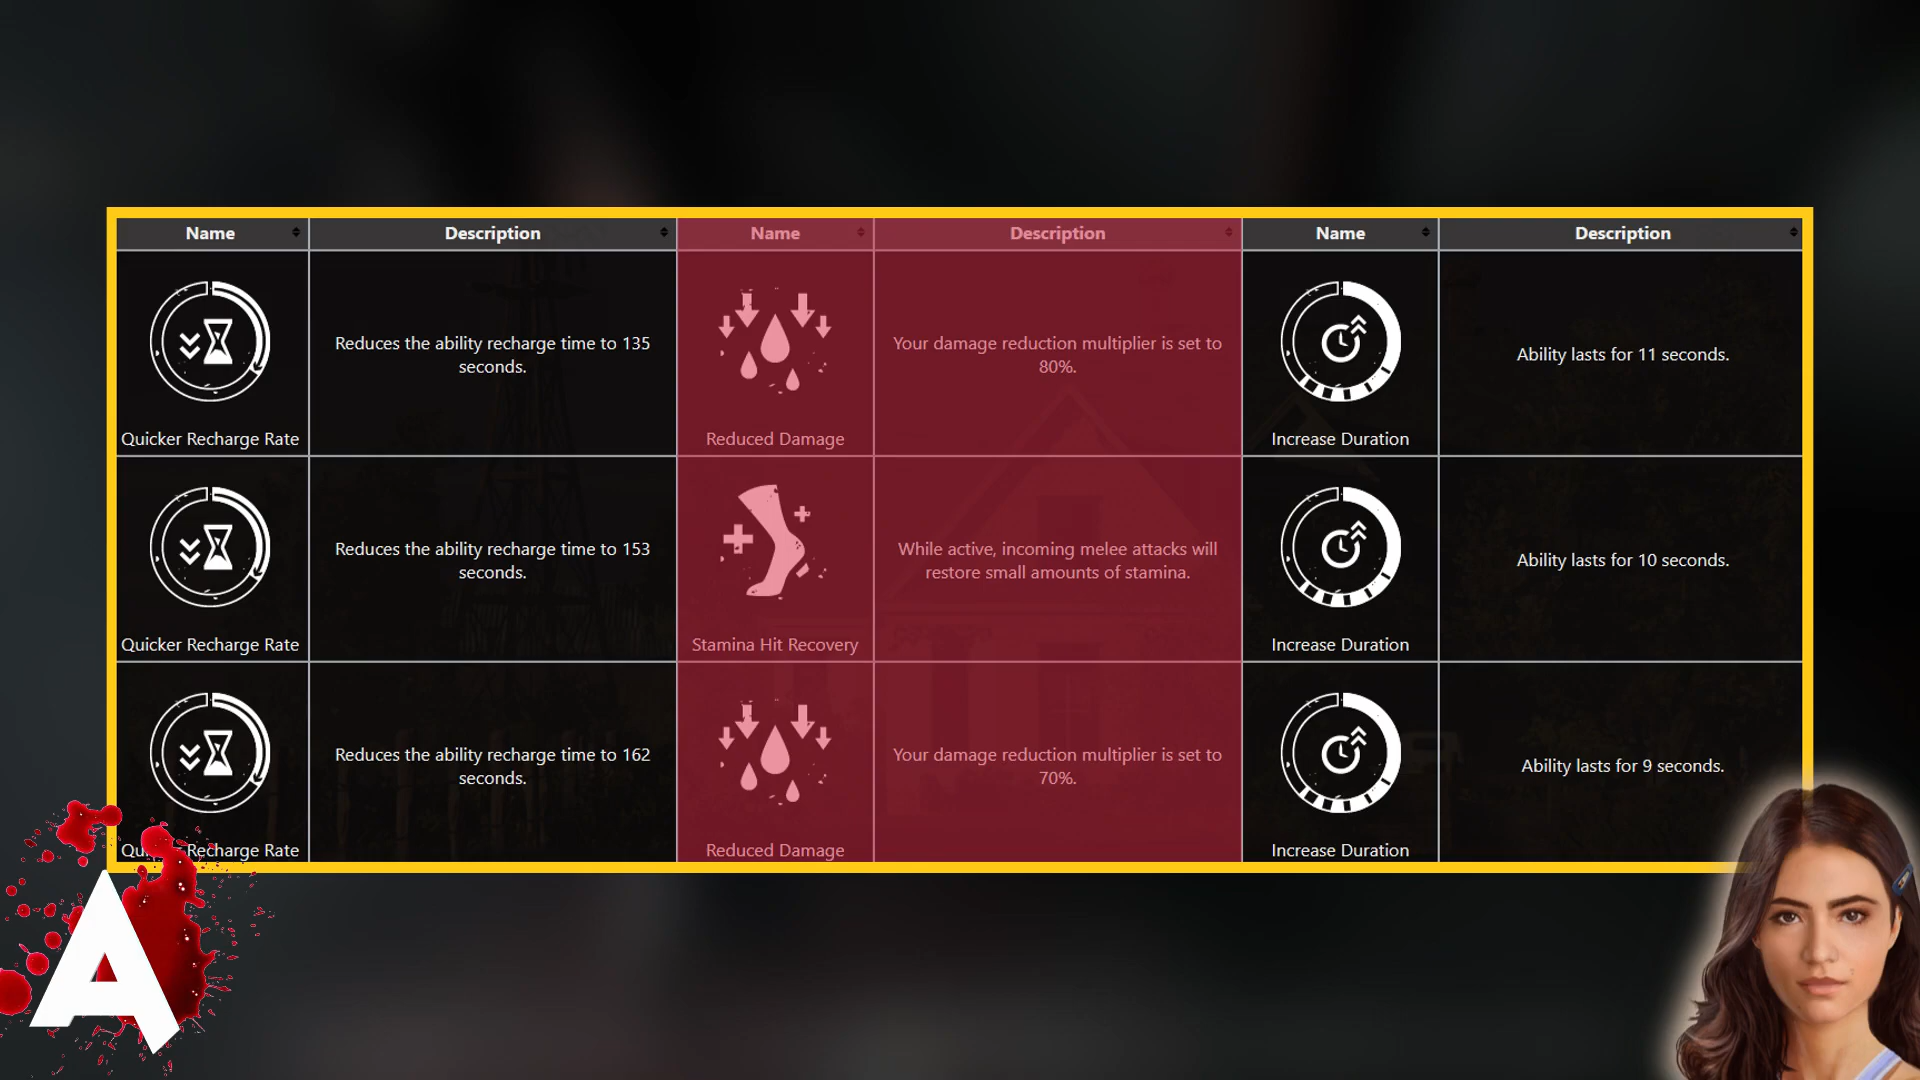 Name Description Name Description Name Description
Reduces the ability recharge time to 135
seconds.
Your damage reduction multiplier is set to
80%.
Ability lasts for 11 seconds.
Quicker Recharge Rate Reduced Damage Increase Duration
Reduces the ability recharge time to 153
seconds.
While active, incoming melee attacks will
restore small amounts of stamina.
Ability lasts for 10 seconds.
Quicker Recharge Rate Stamina Hit Recovery Increase Duration
Reduces the ability recharge time to 162
seconds.
Your damage reduction multiplier is set to
70%.
Ability lasts for 9 seconds.
Quicker Recharge Rate Reduced Damage Increase Duration
A